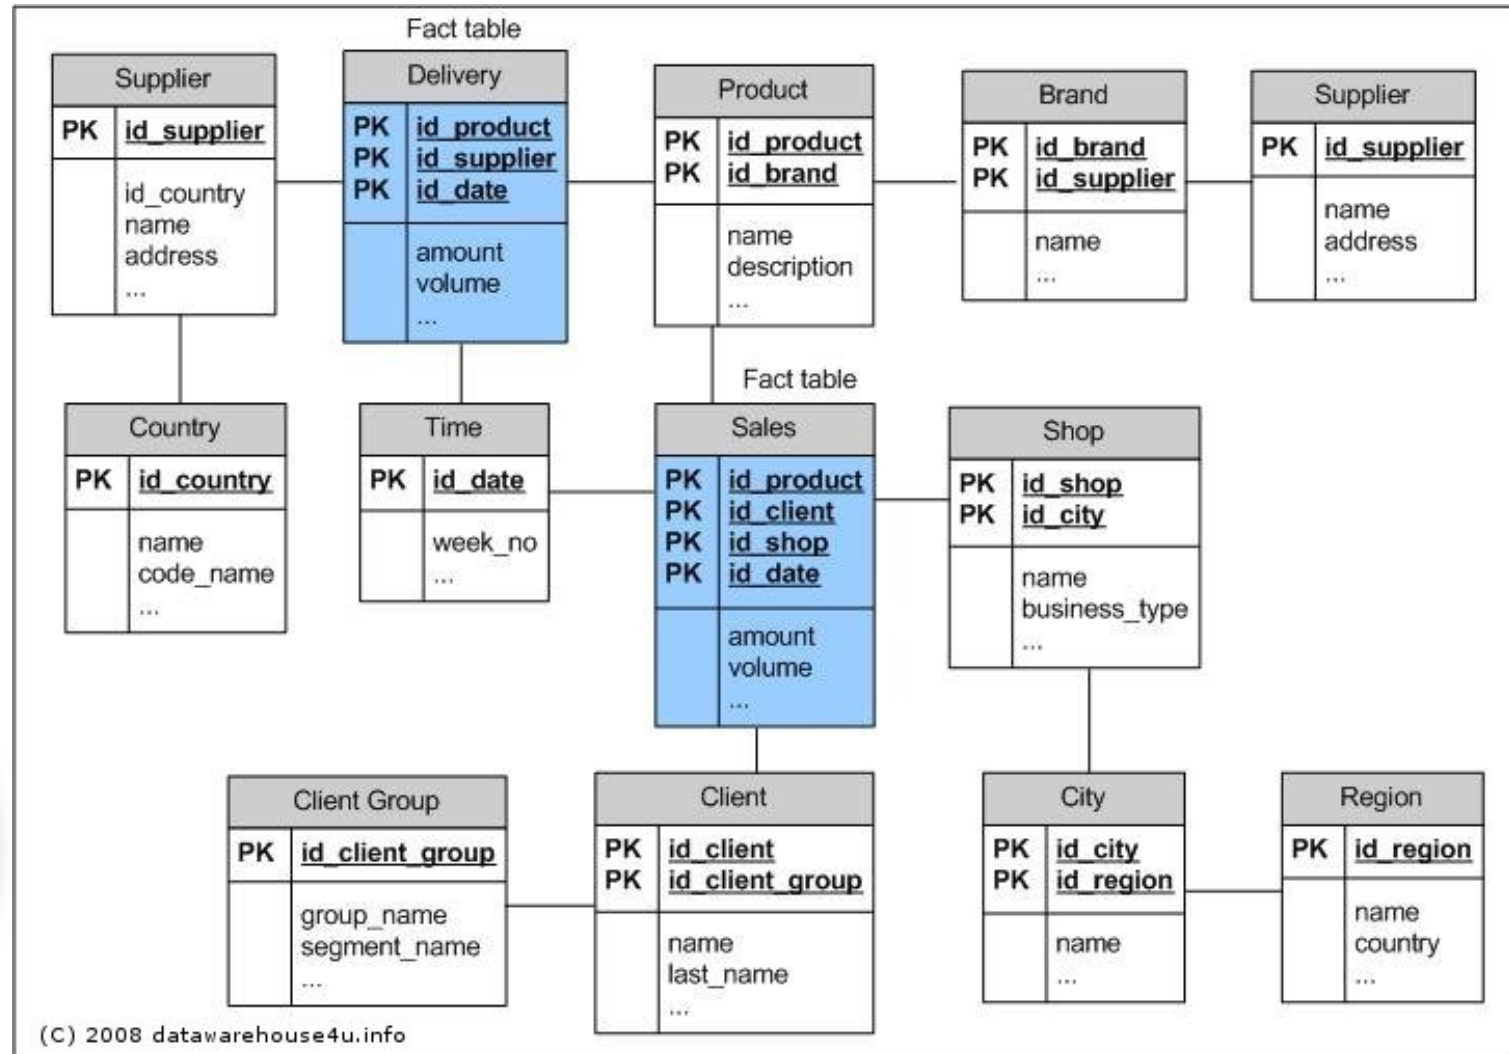 Fact table
Supplier
PK id_supplier
id_country
name
address
...
Delivery
PK id_product
PK id_supplier
PK id_date
amount
volume
...
Product
PK id_product
PK id_brand
name
description
...
Brand
PK id_brand
PK id_supplier
name
...
Supplier
PK id_supplier
name
address
...
Country
PK id_country
name
code_name
...
Time
PK id_date
week_no
...
Fact table
Sales
PK id_product
PK id_client
PK id_shop
PK id_date
amount
volume
...
Shop
PK id_shop
PK id_city
name
business_type
...
Client Group
PK id_client_group
group_name
segment_name
...
Client
PK id_client
PK id_client_group
name
last_name
...
City
PK id_city
PK id_region
name
...
Region
PK id_region
name
country
...
(C) 2008 datawarehouse4u.info